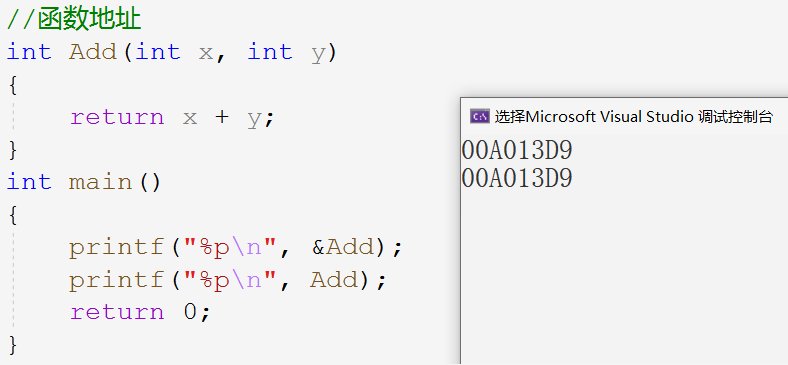 //函数地址
int Add(int x, int y)
{
    return x + y;
}
int main()
{
    printf("%p\n", &Add);
    printf("%p\n", Add);
    return 0;
}
C:\ 选择Microsoft Visual Studio 调试控制台
00A013D9
00A013D9